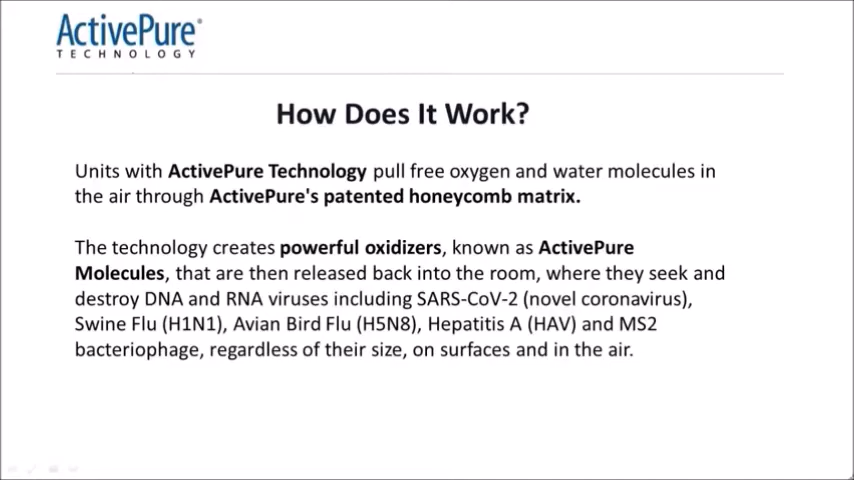 ActivePure®
TECHNOLOGY
How Does It Work?
Units with ActivePure Technology pull free oxygen and water molecules in
the air through ActivePure's patented honeycomb matrix.
The technology creates powerful oxidizers, known as ActivePure
Molecules, that are then released back into the room, where they seek and
destroy DNA and RNA viruses including SARS-CoV-2 (novel coronavirus),
Swine Flu (H1N1), Avian Bird Flu (H5N8), Hepatitis A (HAV) and MS2
bacteriophage, regardless of their size, on surfaces and in the air.